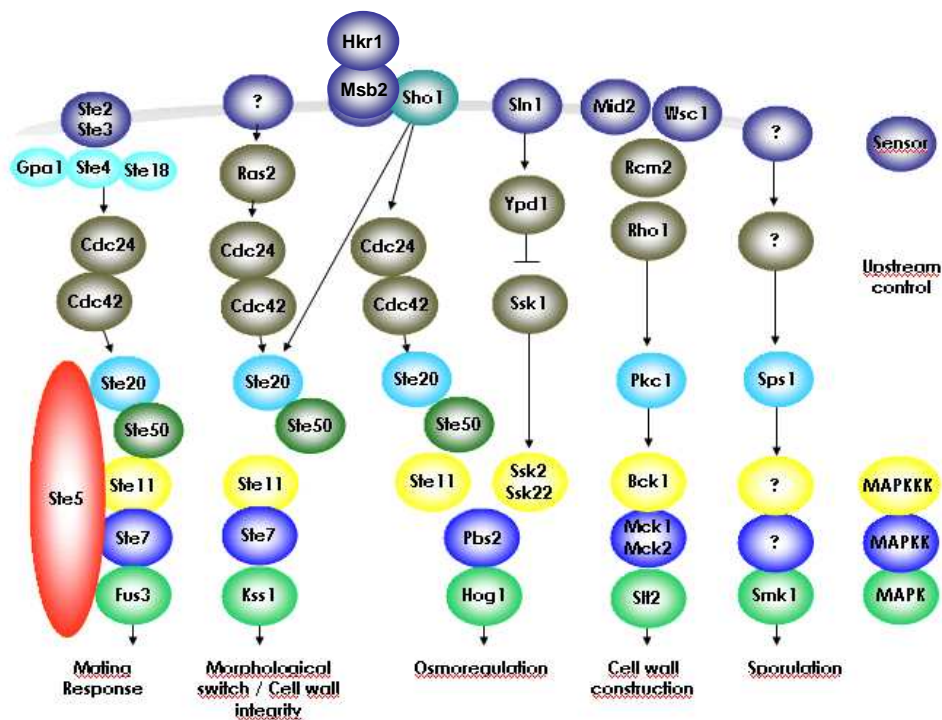 Hkr1
Msb2
Sho1
Ste2
Ste3
?
Sln1
Mid2
Wsc1
?
Sensor
Gpa1
Ste4
Ste18
Ras2
Ypd1
Rcm2
Rho1
?
Cdc24
Cdc24
Cdc24
Upstream
control
Cdc42
Cdc42
Cdc42
Ssk1
Ste20
Ste20
Ste20
Pkc1
Sps1
Ste50
Ste50
Ste50
Ste5
Ste11
Ste11
Ste11
Ssk2
Ssk22
Bck1
?
MAPKKK
Ste7
Ste7
Pbs2
Mck1
Mck2
?
MAPKK
Fus3
Kss1
Hog1
Slt2
Smk1
MAPK
Mating
Response
Morphological
switch / Cell wall
integrity
Osmoregulation
Cell wall
construction
Sporulation